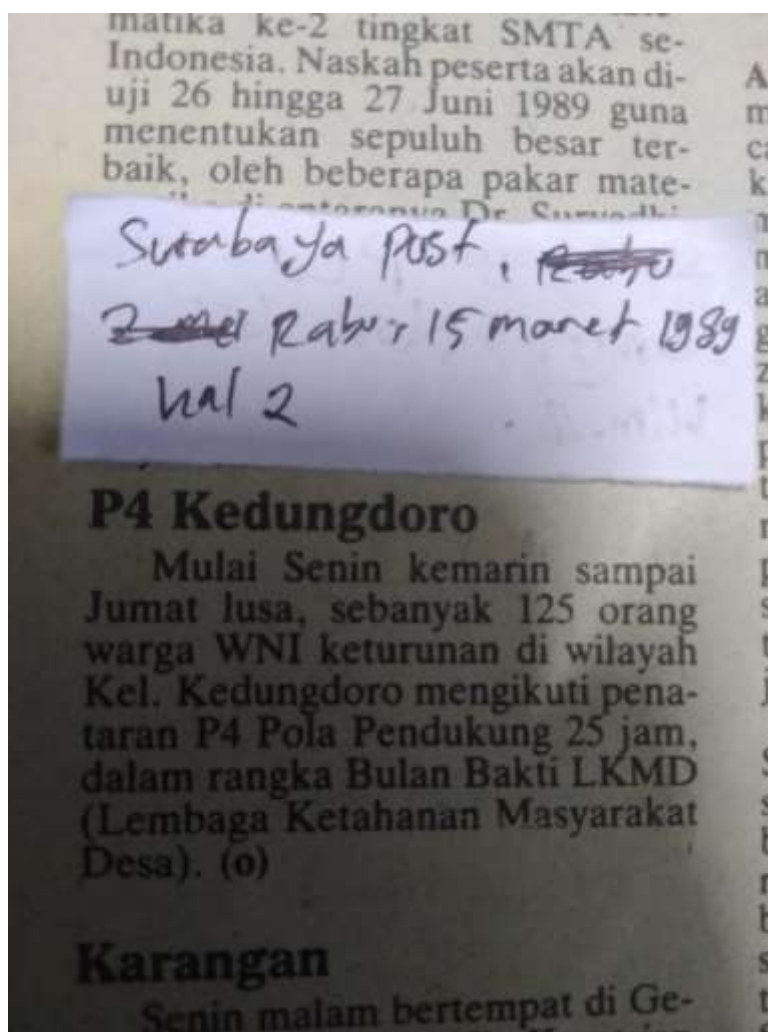 matika ke-2 tingkat SMTA se-
Indonesia. Naskah peserta akan di-
uji 26 hingga 27 Juni 1989 guna
menentukan sepuluh besar ter-
baik, oleh beberapa pakar mate-
di antaranya Dr.
Surabaya Post,
Rabu, 15 maret 1989
hal 2
P4 Kedungdoro
Mulai Senin kemarin sampai
Jumat lusa, sebanyak 125 orang
warga WNI keturunan di wilayah
Kel. Kedungdoro mengikuti pena-
taran P4 Pola Pendukung 25 jam,
dalam rangka Bulan Bakti LKMD
(Lembaga Ketahanan Masyarakat
Desa). (o)
Karangan
Senin malam bertempat di Ge-